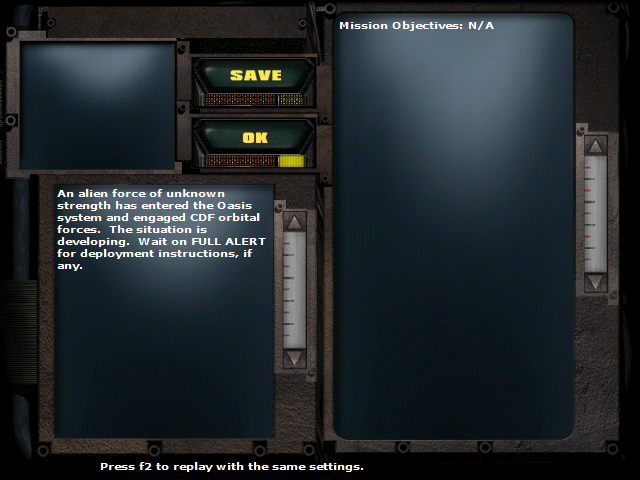 Mission Objectives: N/A
SAVE
OK
An alien force of unknown
strength has entered the Oasis
system and engaged CDF orbital
forces.  The situation is
developing.  Wait on FULL ALERT
for deployment instructions, if
any.
Press f2 to replay with the same settings.